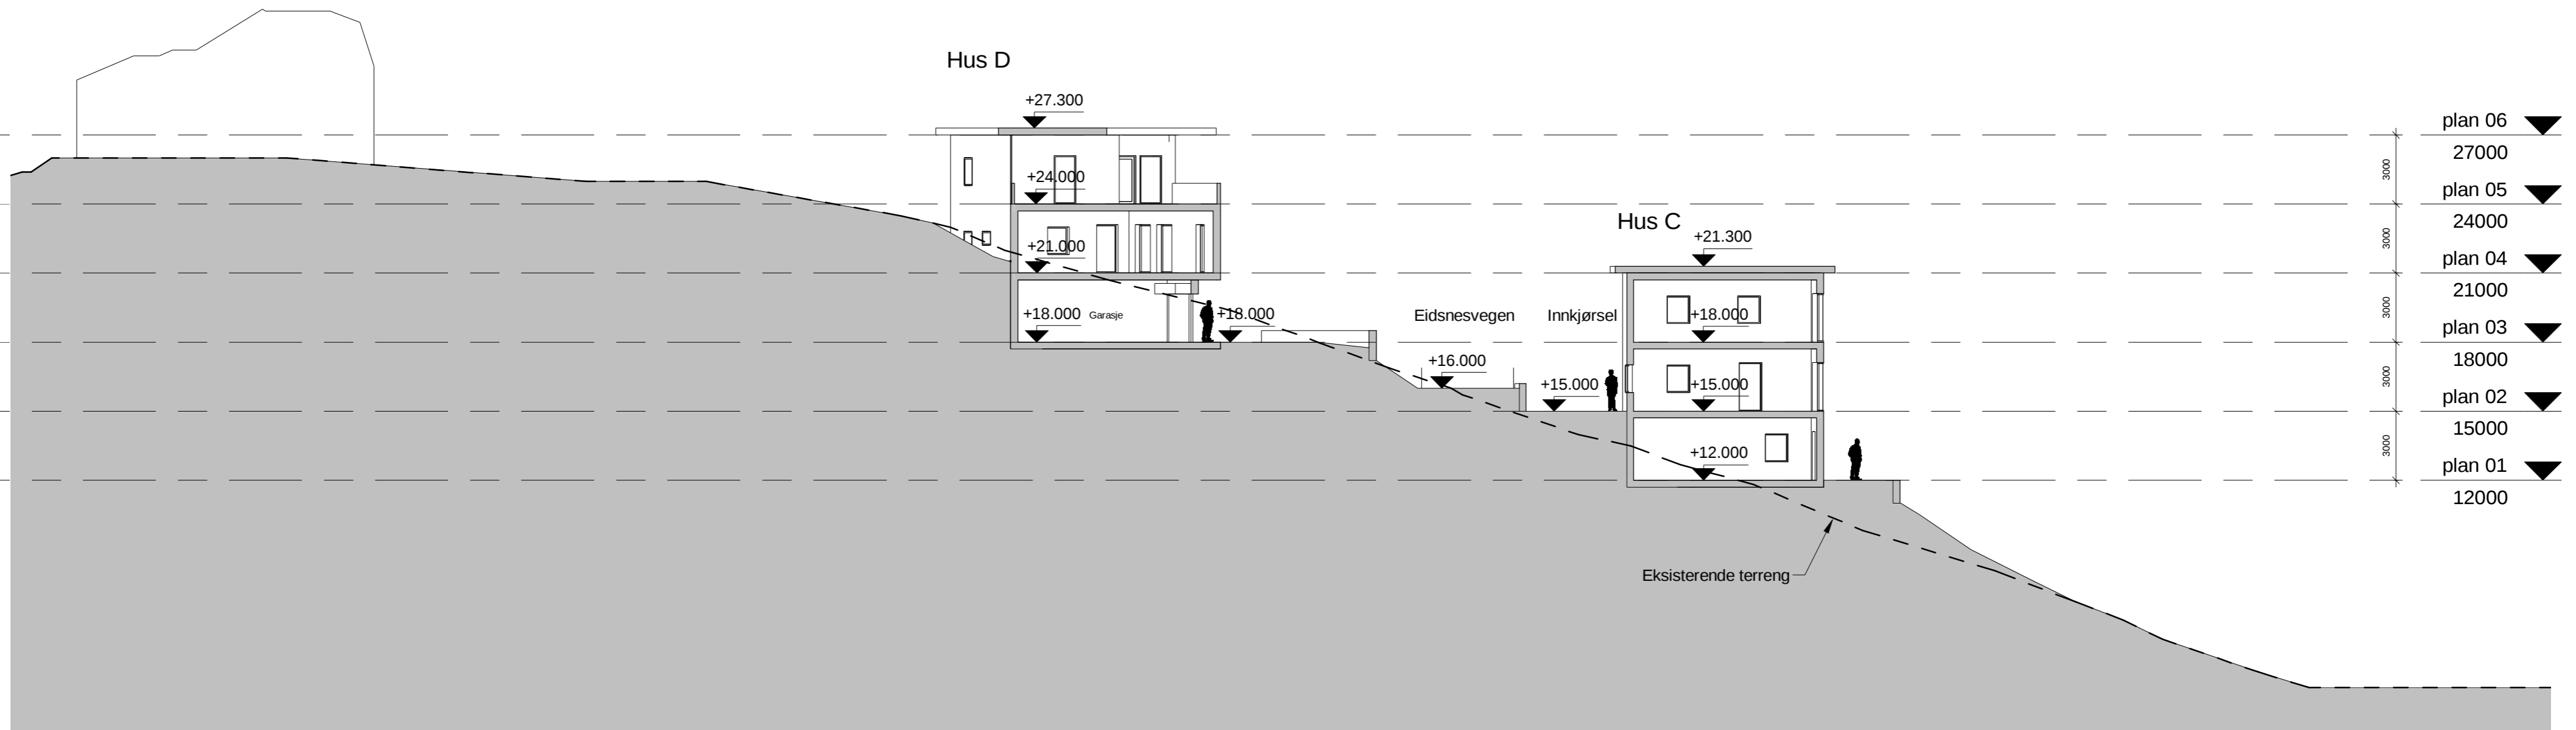 Hus D
+27.300
+24.000
+21.000
+18.000 Garasje
+18.000
Eidsnesvegen
+16.000
Innkjørsel
+15.000
Hus C
+21.300
+18.000
+15.000
+12.000
Eksisterende terreng
plan 06
27000
3000
plan 05
24000
3000
plan 04
21000
3000
plan 03
18000
3000
plan 02
15000
3000
plan 01
12000